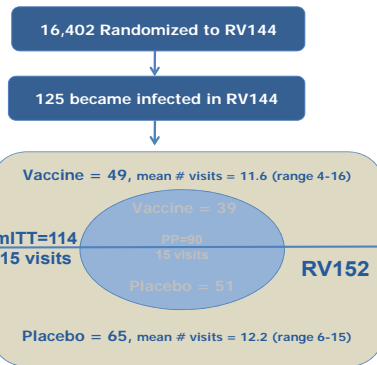 16,402 Randomized to RV144
125 became infected in RV144
Vaccine = 49, mean # visits = 11.6 (range 4-16)
Vaccine = 39
mITT=114
15 visits
PP=90
15 visits
RV152
Placebo = 51
Placebo = 65, mean # visits = 12.2 (range 6-15)